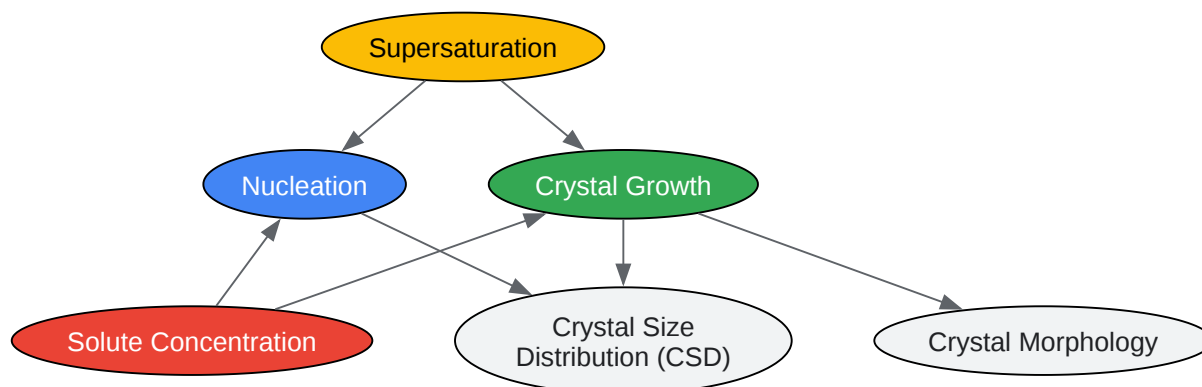 Supersaturation
Nucleation
Crystal Growth
Solute Concentration
Crystal Size
Distribution (CSD)
Crystal Morphology